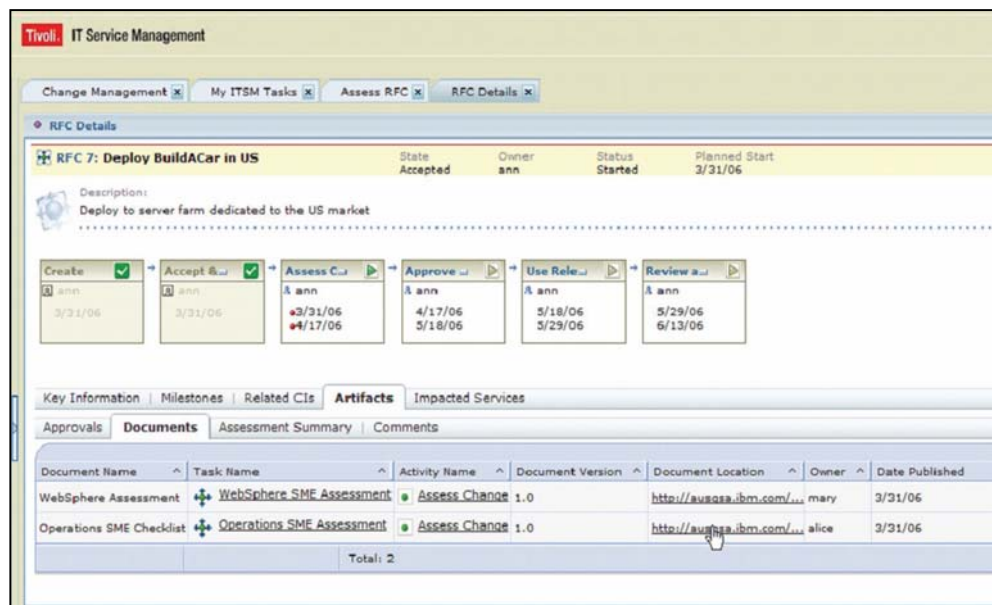 Tivoli. IT Service Management
Change Management My ITSM Tasks Assess RFC RFC Details
RFC Details
RFC 7: Deploy BuildACar in US
State Owner Status Planned Start
Accepted ann Started 3/31/06
Description:
Deploy to server farm dedicated to the US market
Create Accept &... Assess C... Approve ... Use Rele... Review a...
ann ann ann ann ann ann
3/31/06 3/31/06 3/31/06 4/17/06 5/18/06 5/29/06
4/17/06 5/18/06 5/29/06 6/13/06
Key Information | Milestones | Related CIs Artifacts Impacted Services
Approvals Documents Assessment Summary | Comments
Document Name Task Name Activity Name Document Version Document Location Owner Date Published
WebSphere Assessment WebSphere SME Assessment Assess Change 1.0 http://ausgsa.ibm.com/... mary 3/31/06
Operations SME Checklist Operations SME Assessment Assess Change 1.0 http://ausgsa.ibm.com/... alice 3/31/06
Total: 2